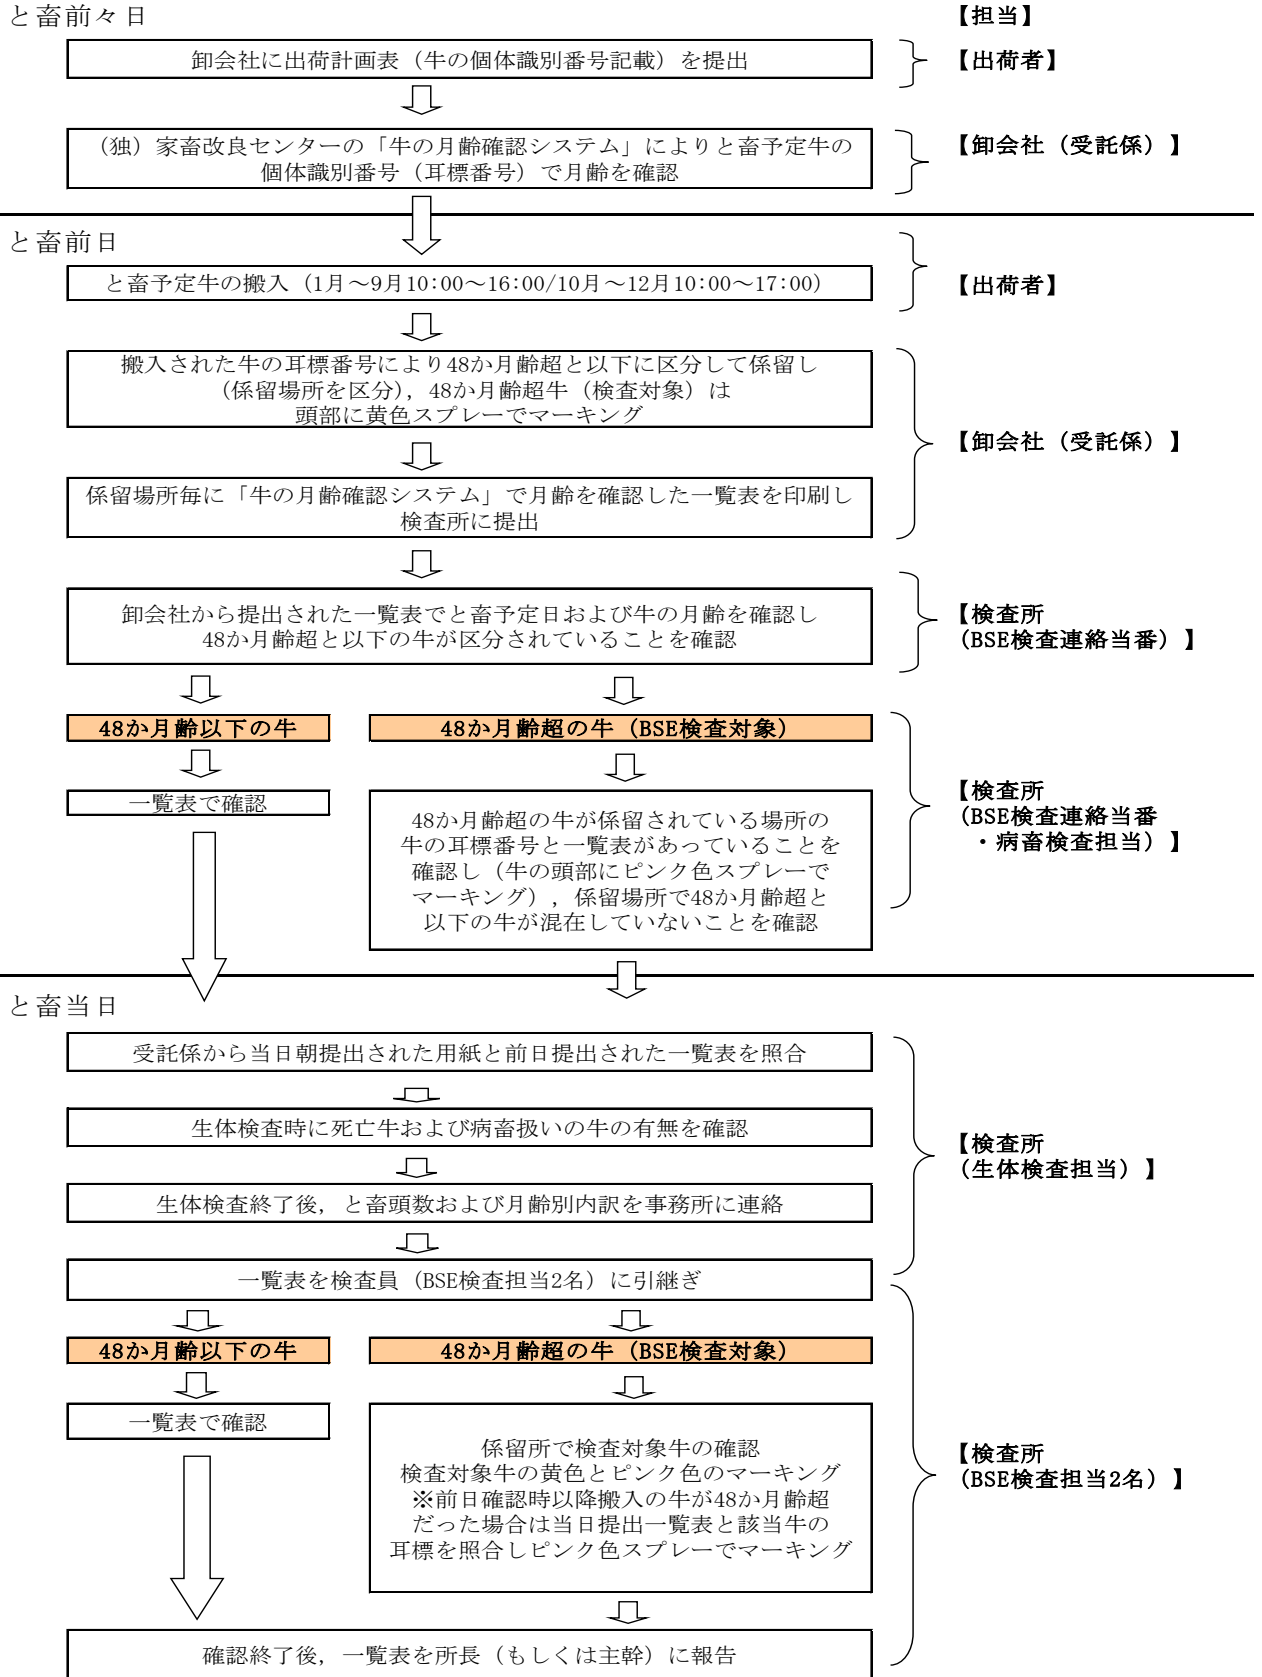 と畜前々日
【担当】
卸会社に出荷計画表（牛の個体識別番号記載）を提出
【出荷者】
（独）家畜改良センターの「牛の月齢確認システム」によりと畜予定牛の
個体識別番号（耳標番号）で月齢を確認
【卸会社（受託係）】
と畜前日
と畜予定牛の搬入（1月～9月10:00～16:00/10月～12月10:00～17:00）
【出荷者】
搬入された牛の耳標番号により48か月齢超と以下に区分して係留し
（係留場所を区分），48か月齢超牛（検査対象）は
頭部に黄色スプレーでマーキング
【卸会社（受託係）】
係留場所毎に「牛の月齢確認システム」で月齢を確認した一覧表を印刷し
検査所に提出
卸会社から提出された一覧表でと畜予定日および牛の月齢を確認し
48か月齢超と以下の牛が区分されていることを確認
【検査所
（BSE検査連絡当番）】
48か月齢以下の牛
48か月齢超の牛（BSE検査対象）
一覧表で確認
48か月齢超の牛が係留されている場所の
牛の耳標番号と一覧表があっていることを
確認し（牛の頭部にピンク色スプレーで
マーキング），係留場所で48か月齢超と
以下の牛が混在していないことを確認
【検査所
（BSE検査連絡当番
・病畜検査担当）】
と畜当日
受託係から当日朝提出された用紙と前日提出された一覧表を照合
生体検査時に死亡牛および病畜扱いの牛の有無を確認
【検査所
（生体検査担当）】
生体検査終了後，と畜頭数および月齢別内訳を事務所に連絡
一覧表を検査員（BSE検査担当2名）に引継ぎ
48か月齢以下の牛
48か月齢超の牛（BSE検査対象）
一覧表で確認
係留所で検査対象牛の確認
検査対象牛の黄色とピンク色のマーキング
※前日確認時以降搬入の牛が48か月齢超
だった場合は当日提出一覧表と該当牛の
耳標を照合しピンク色スプレーでマーキング
【検査所
（BSE検査担当2名）】
確認終了後，一覧表を所長（もしくは主幹）に報告